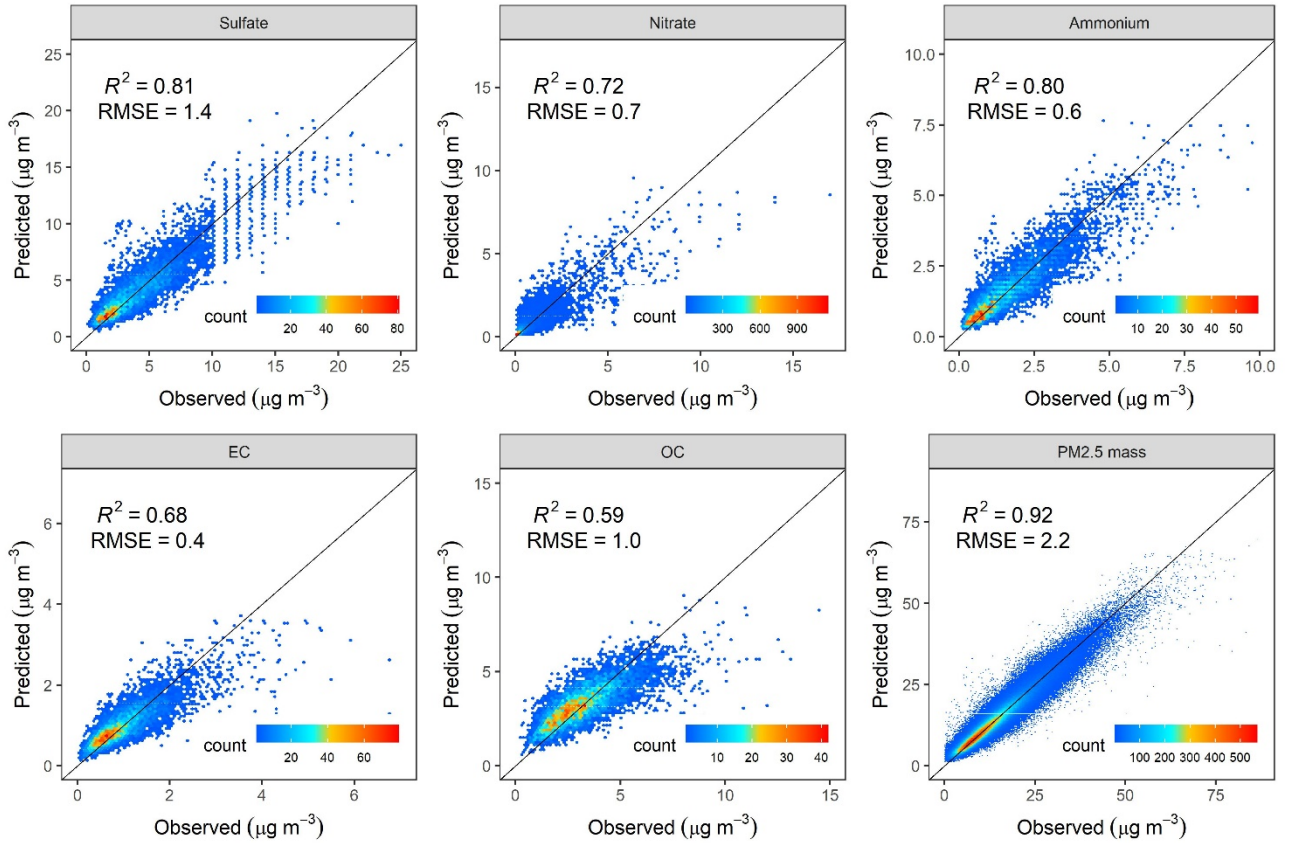 Sulfate
25
20
15
10
5
0
Predicted (μg m⁻³)
R² = 0.81
RMSE = 1.4
count
20 40 60 80
0 5 10 15 20 25
Observed (μg m⁻³)
Nitrate
15
10
5
0
Predicted (μg m⁻³)
R² = 0.72
RMSE = 0.7
count
300 600 900
0 5 10 15
Observed (μg m⁻³)
Ammonium
10.0
7.5
5.0
2.5
0.0
Predicted (μg m⁻³)
R² = 0.80
RMSE = 0.6
count
10 20 30 40 50
0.0 2.5 5.0 7.5 10.0
Observed (μg m⁻³)
EC
6
4
2
0
Predicted (μg m⁻³)
R² = 0.68
RMSE = 0.4
count
20 40 60
0 2 4 6
Observed (μg m⁻³)
OC
15
10
5
0
Predicted (μg m⁻³)
R² = 0.59
RMSE = 1.0
count
10 20 30 40
0 5 10 15
Observed (μg m⁻³)
PM2.5 mass
75
50
25
0
Predicted (μg m⁻³)
R² = 0.92
RMSE = 2.2
count
100 200 300 400 500
0 25 50 75
Observed (μg m⁻³)